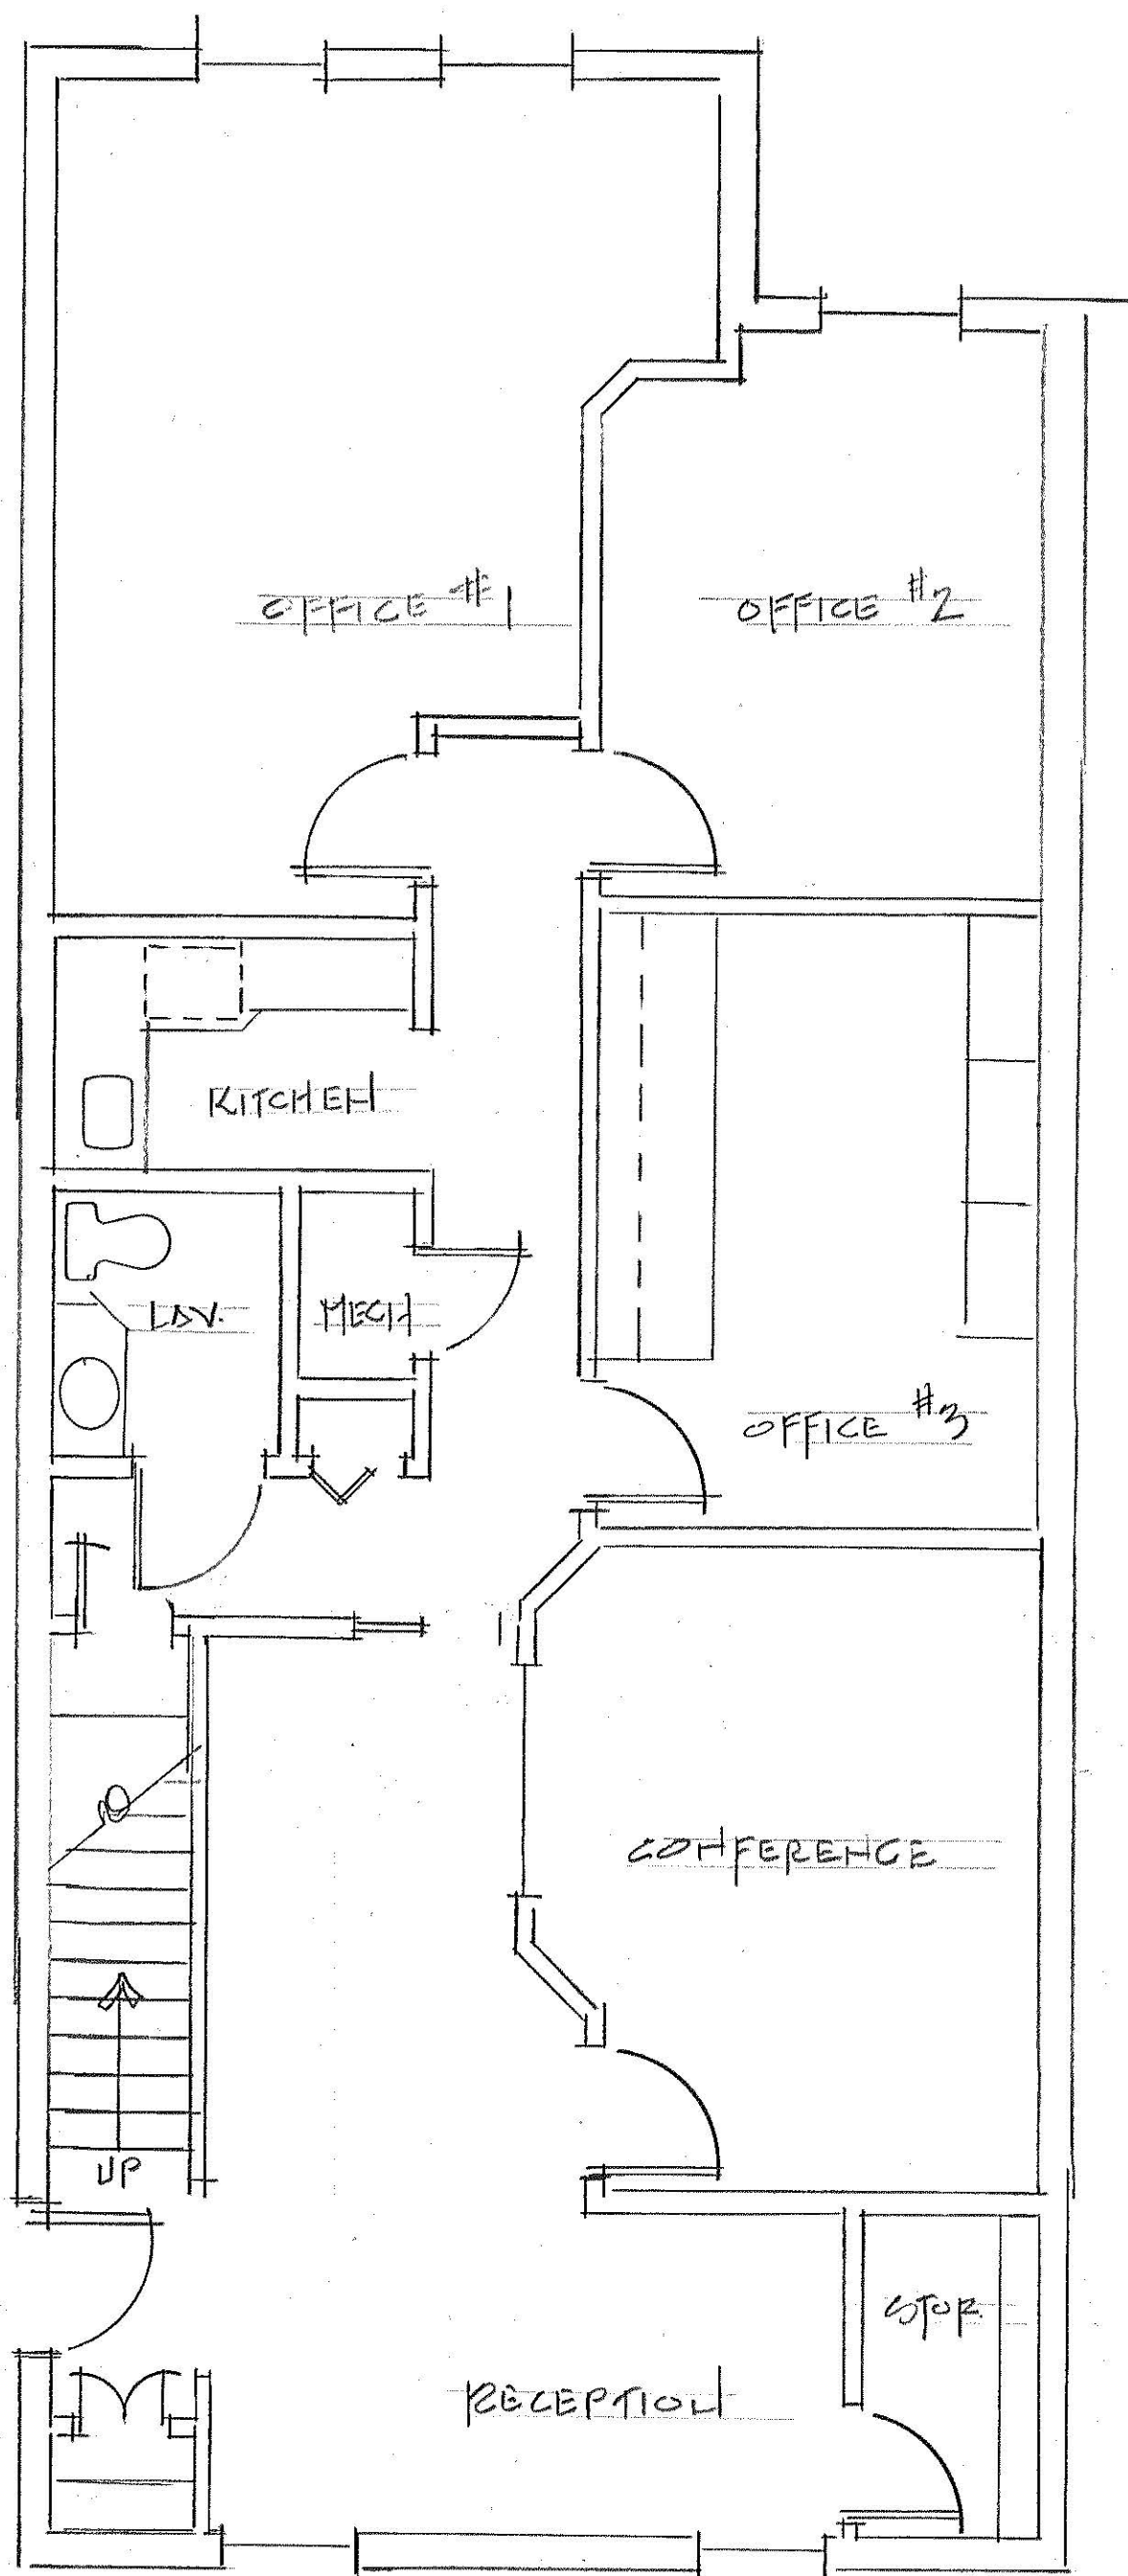 OFFICE #1
OFFICE #2
KITCHEN
LAV.
MECH
OFFICE #3
CONFERENCE
UP
STOR.
RECEPTION